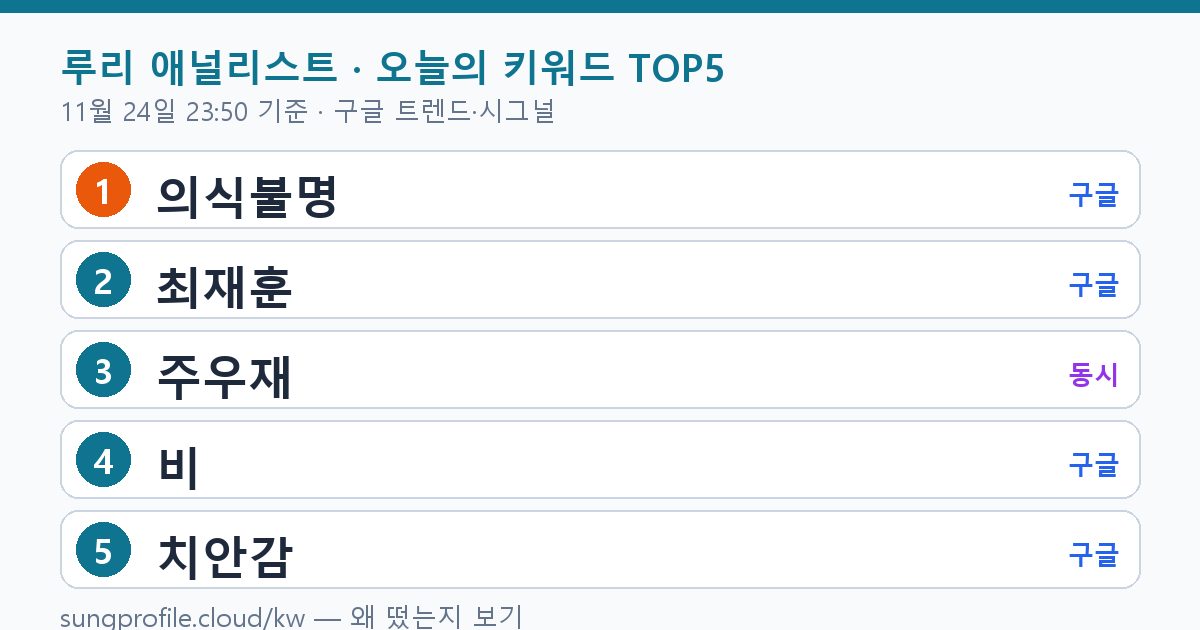 루리 애널리스트 · 오늘의 키워드 TOP5
11월 24일 23:50 기준 · 구글 트렌드·시그널
1 의식불명 구글
2 최재훈 구글
3 주우재 동시
4 비 구글
5 치안감 구글
sungprofile.cloud/kw — 왜 떴는지 보기